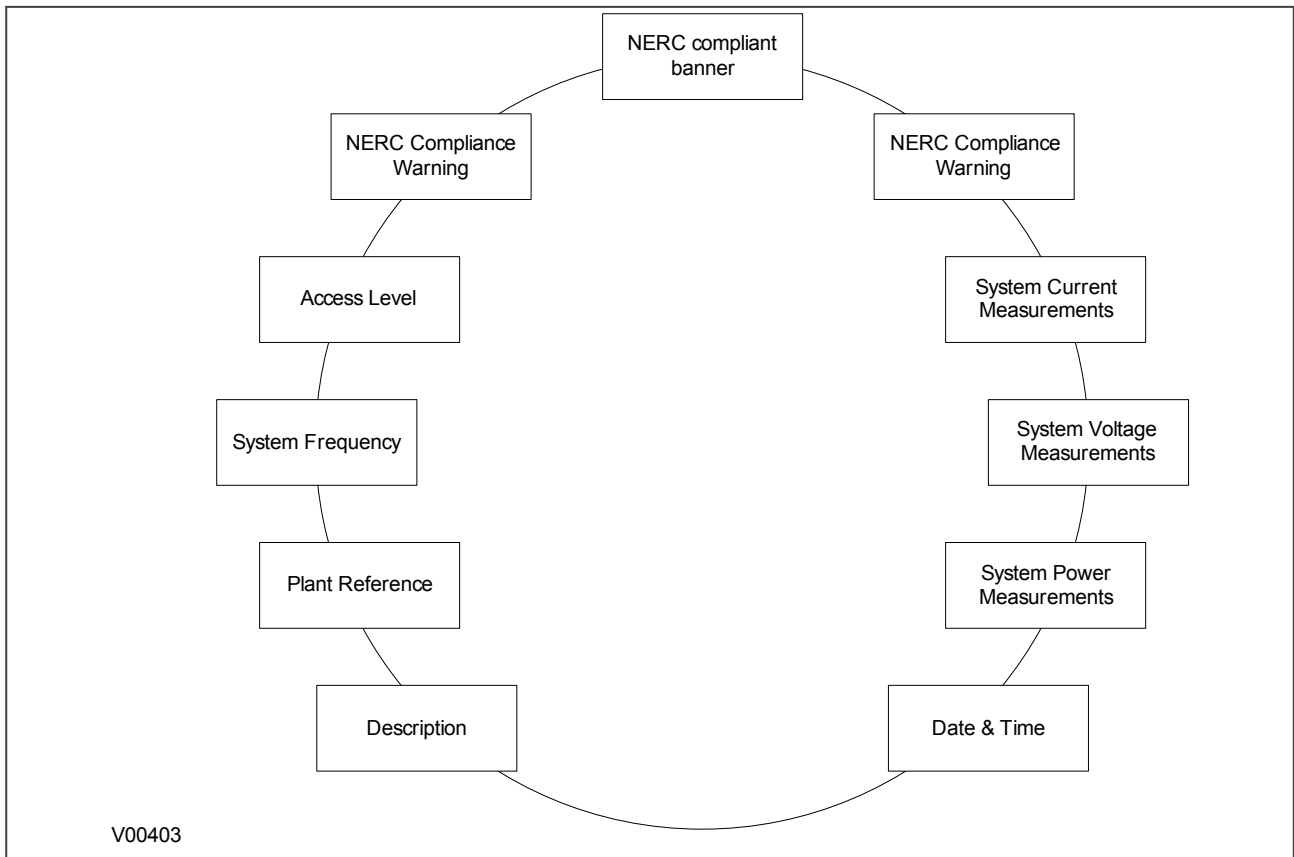 NERC compliant
banner
NERC Compliance
Warning
NERC Compliance
Warning
Access Level
System Current
Measurements
System Frequency
System Voltage
Measurements
Plant Reference
System Power
Measurements
Description
Date & Time
V00403